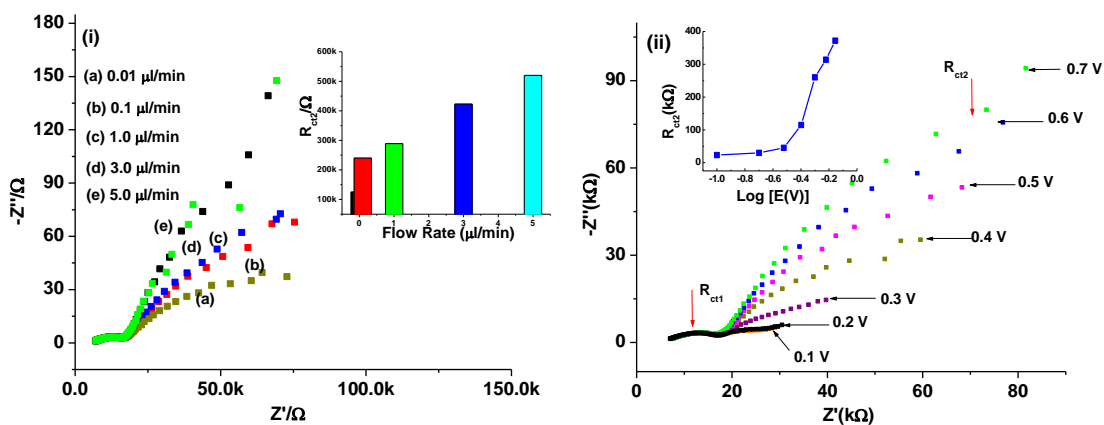 (i)
180
150
120
90
60
30
0
-Z''/Ω
0.0
50.0k
100.0k
150.0k
Z'/Ω
(a) 0.01 µl/min
(b) 0.1 µl/min
(c) 1.0 µl/min
(d) 3.0 µl/min
(e) 5.0µl/min
(e)
(d)
(c)
(b)
(a)
600k
500k
400k
300k
200k
100k
R_ct2/Ω
0
1
2
3
4
5
Flow Rate (µl/min)
(ii)
90
60
30
0
-Z''(kΩ)
0
20
40
60
80
Z'(kΩ)
400
300
200
100
0
R_ct2(kΩ)
-1.0
-0.8
-0.6
-0.4
-0.2
0.0
Log [E(V)]
R_ct2
R_ct1
0.7 V
0.6 V
0.5 V
0.4 V
0.3 V
0.2 V
0.1 V